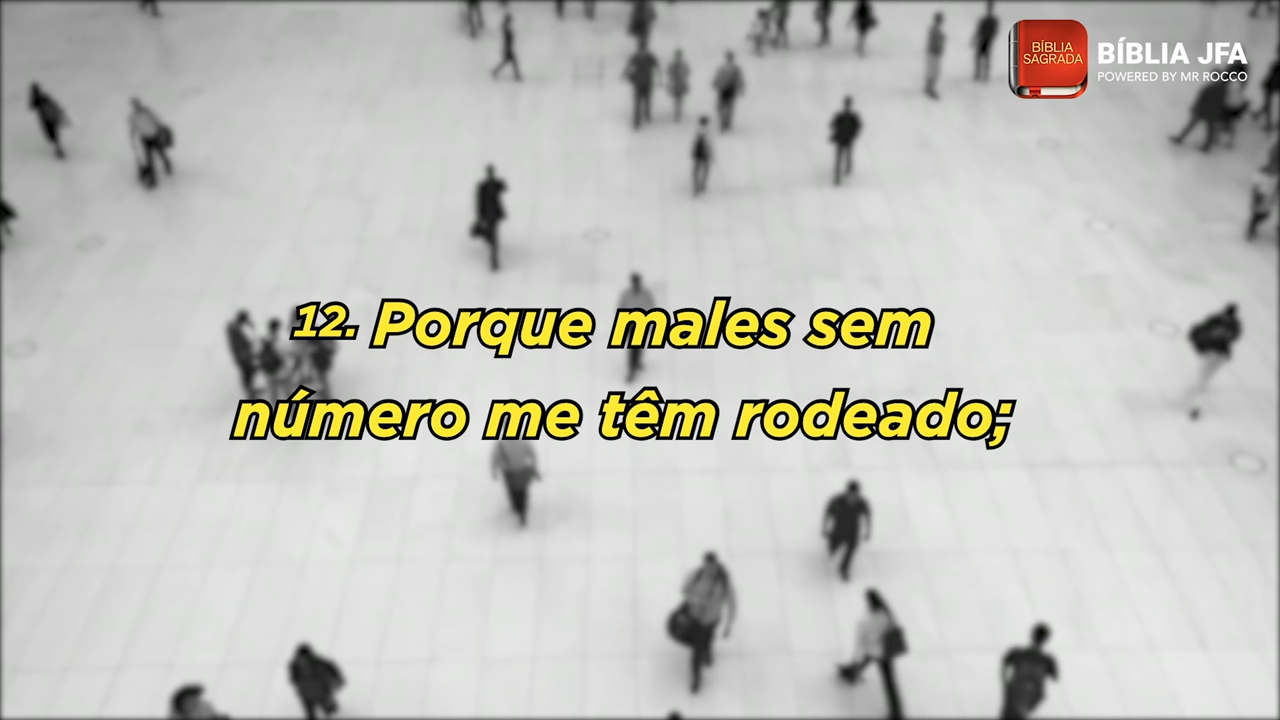 BÍBLIA
SAGRADA
BÍBLIA JFA
POWERED BY MR ROCCO
12. Porque males sem
número me têm rodeado;